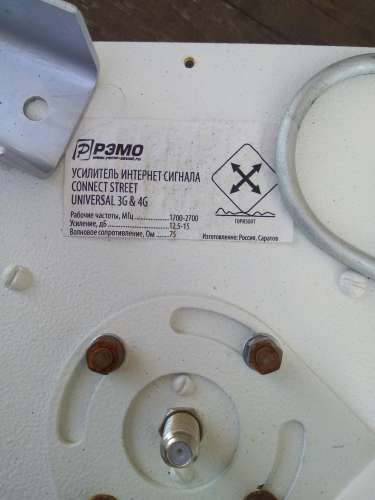 РЭМО
www.remo-zavod.ru
УСИЛИТЕЛЬ ИНТЕРНЕТ СИГНАЛА
CONNECT STREET
UNIVERSAL 3G & 4G
Рабочие частоты, МГц..............1700-2700
Усиление, дБ..............12,5-15
Волновое сопротивление, Ом.....75
ГОРИЗОНТ
Изготовлено: Россия, Саратов